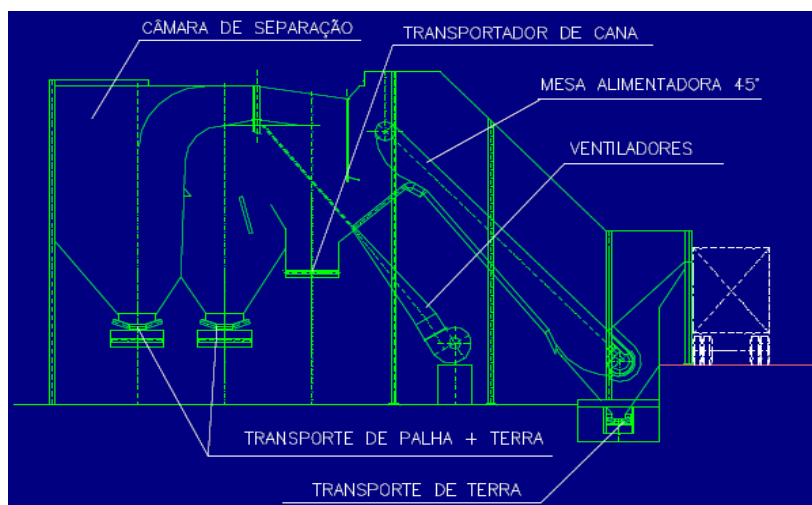 CÂMARA DE SEPARAÇÃO
TRANSPORTADOR DE CANA
MESA ALIMENTADORA 45°
VENTILADORES
TRANSPORTE DE PALHA + TERRA
TRANSPORTE DE TERRA